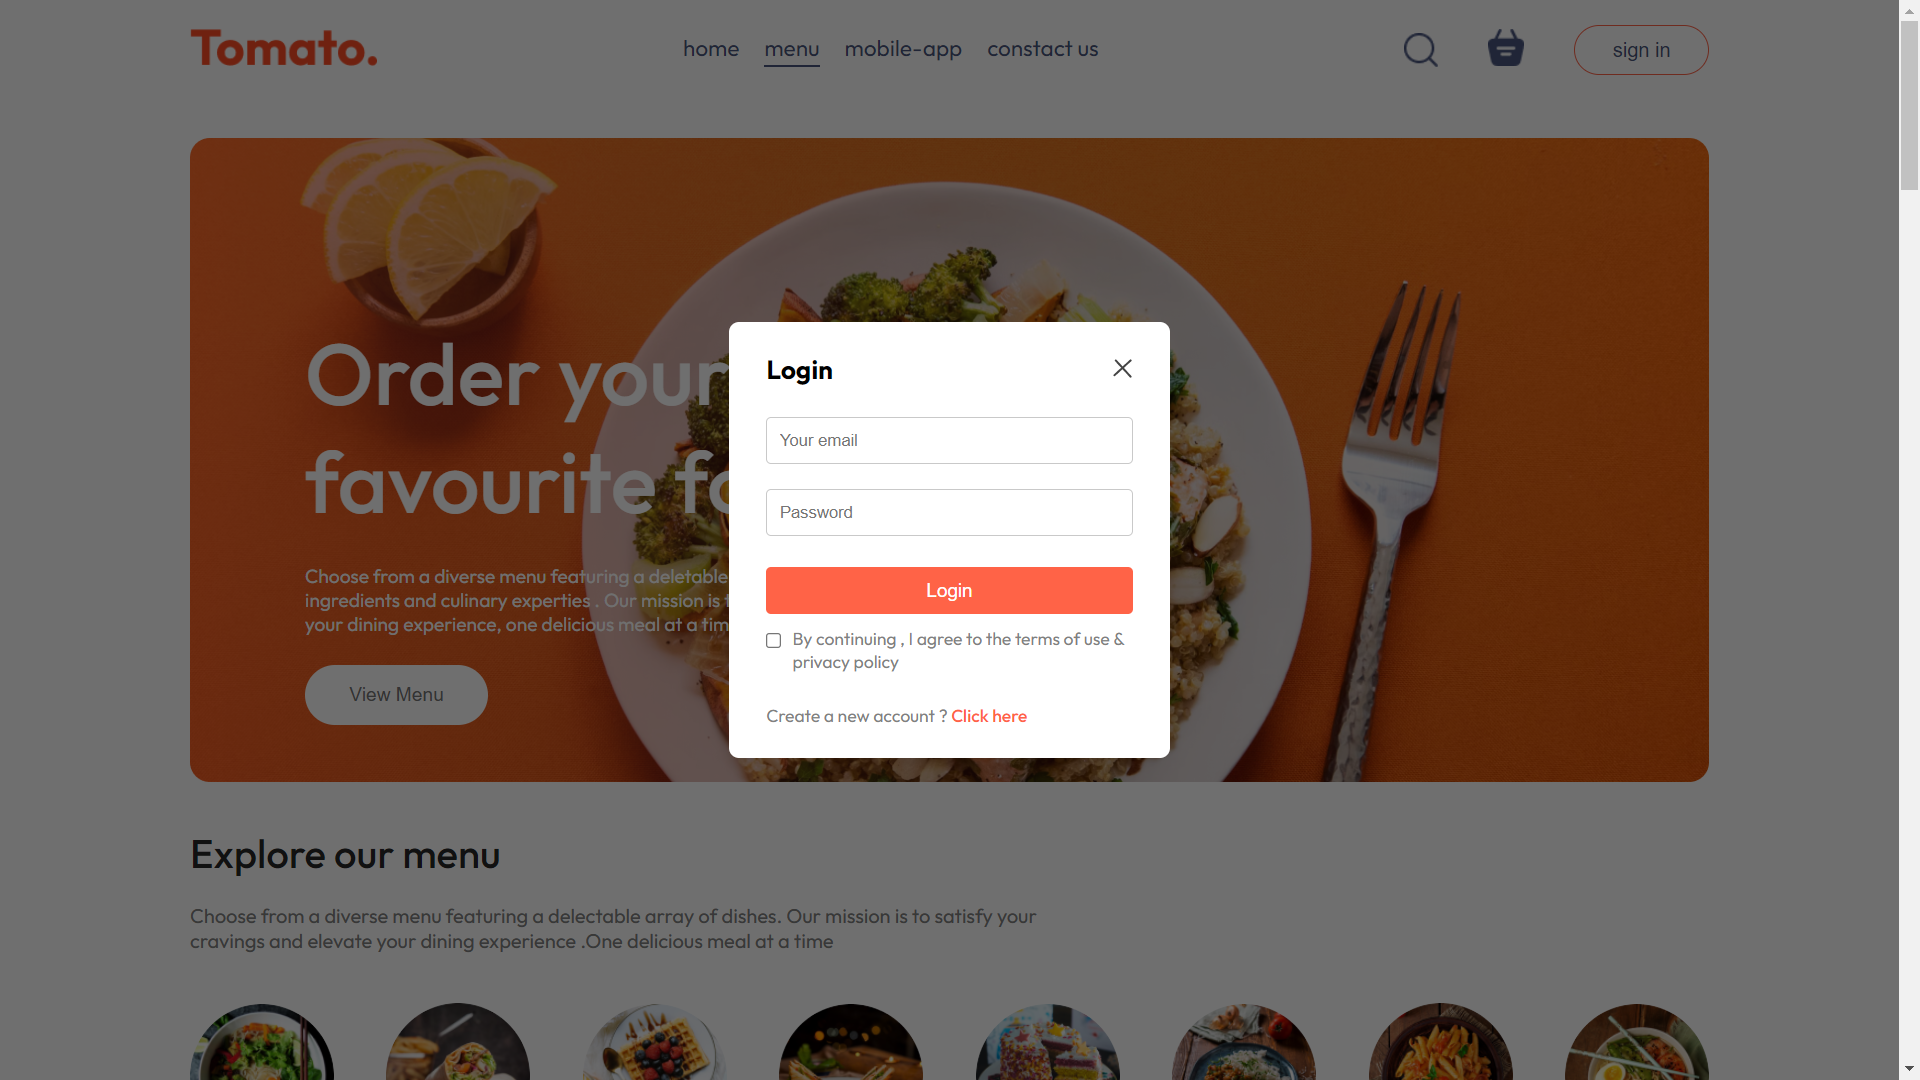 Tomato.
home menu mobile-app constact us
sign in
Order your
favourite fo
Choose from a diverse menu featuring a deletable
ingredients and culinary experties . Our mission is t
your dining experience, one delicious meal at a tim
View Menu
Login
Your email
Password
Login
By continuing , I agree to the terms of use &
privacy policy
Create a new account ? Click here
Explore our menu
Choose from a diverse menu featuring a delectable array of dishes. Our mission is to satisfy your
cravings and elevate your dining experience .One delicious meal at a time